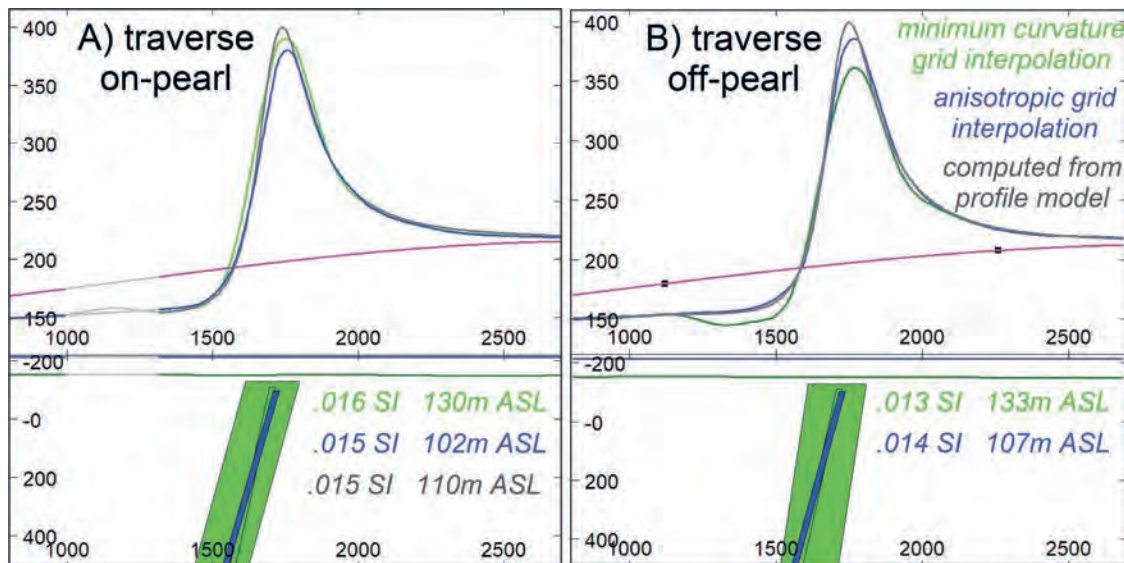 A) traverse
on-pearl
400
350
300
250
200
150
1000
1500
2000
2500
-200
-0
200
400
.016 SI 130m ASL
.015 SI 102m ASL
.015 SI 110m ASL
1000
1500
2000
2500
B) traverse
off-pearl
minimum curvature
grid interpolation
anisotropic grid
interpolation
computed from
profile model
400
350
300
250
200
150
1000
1500
2000
2500
-200
-0
200
400
.013 SI 133m ASL
.014 SI 107m ASL
1000
1500
2000
2500